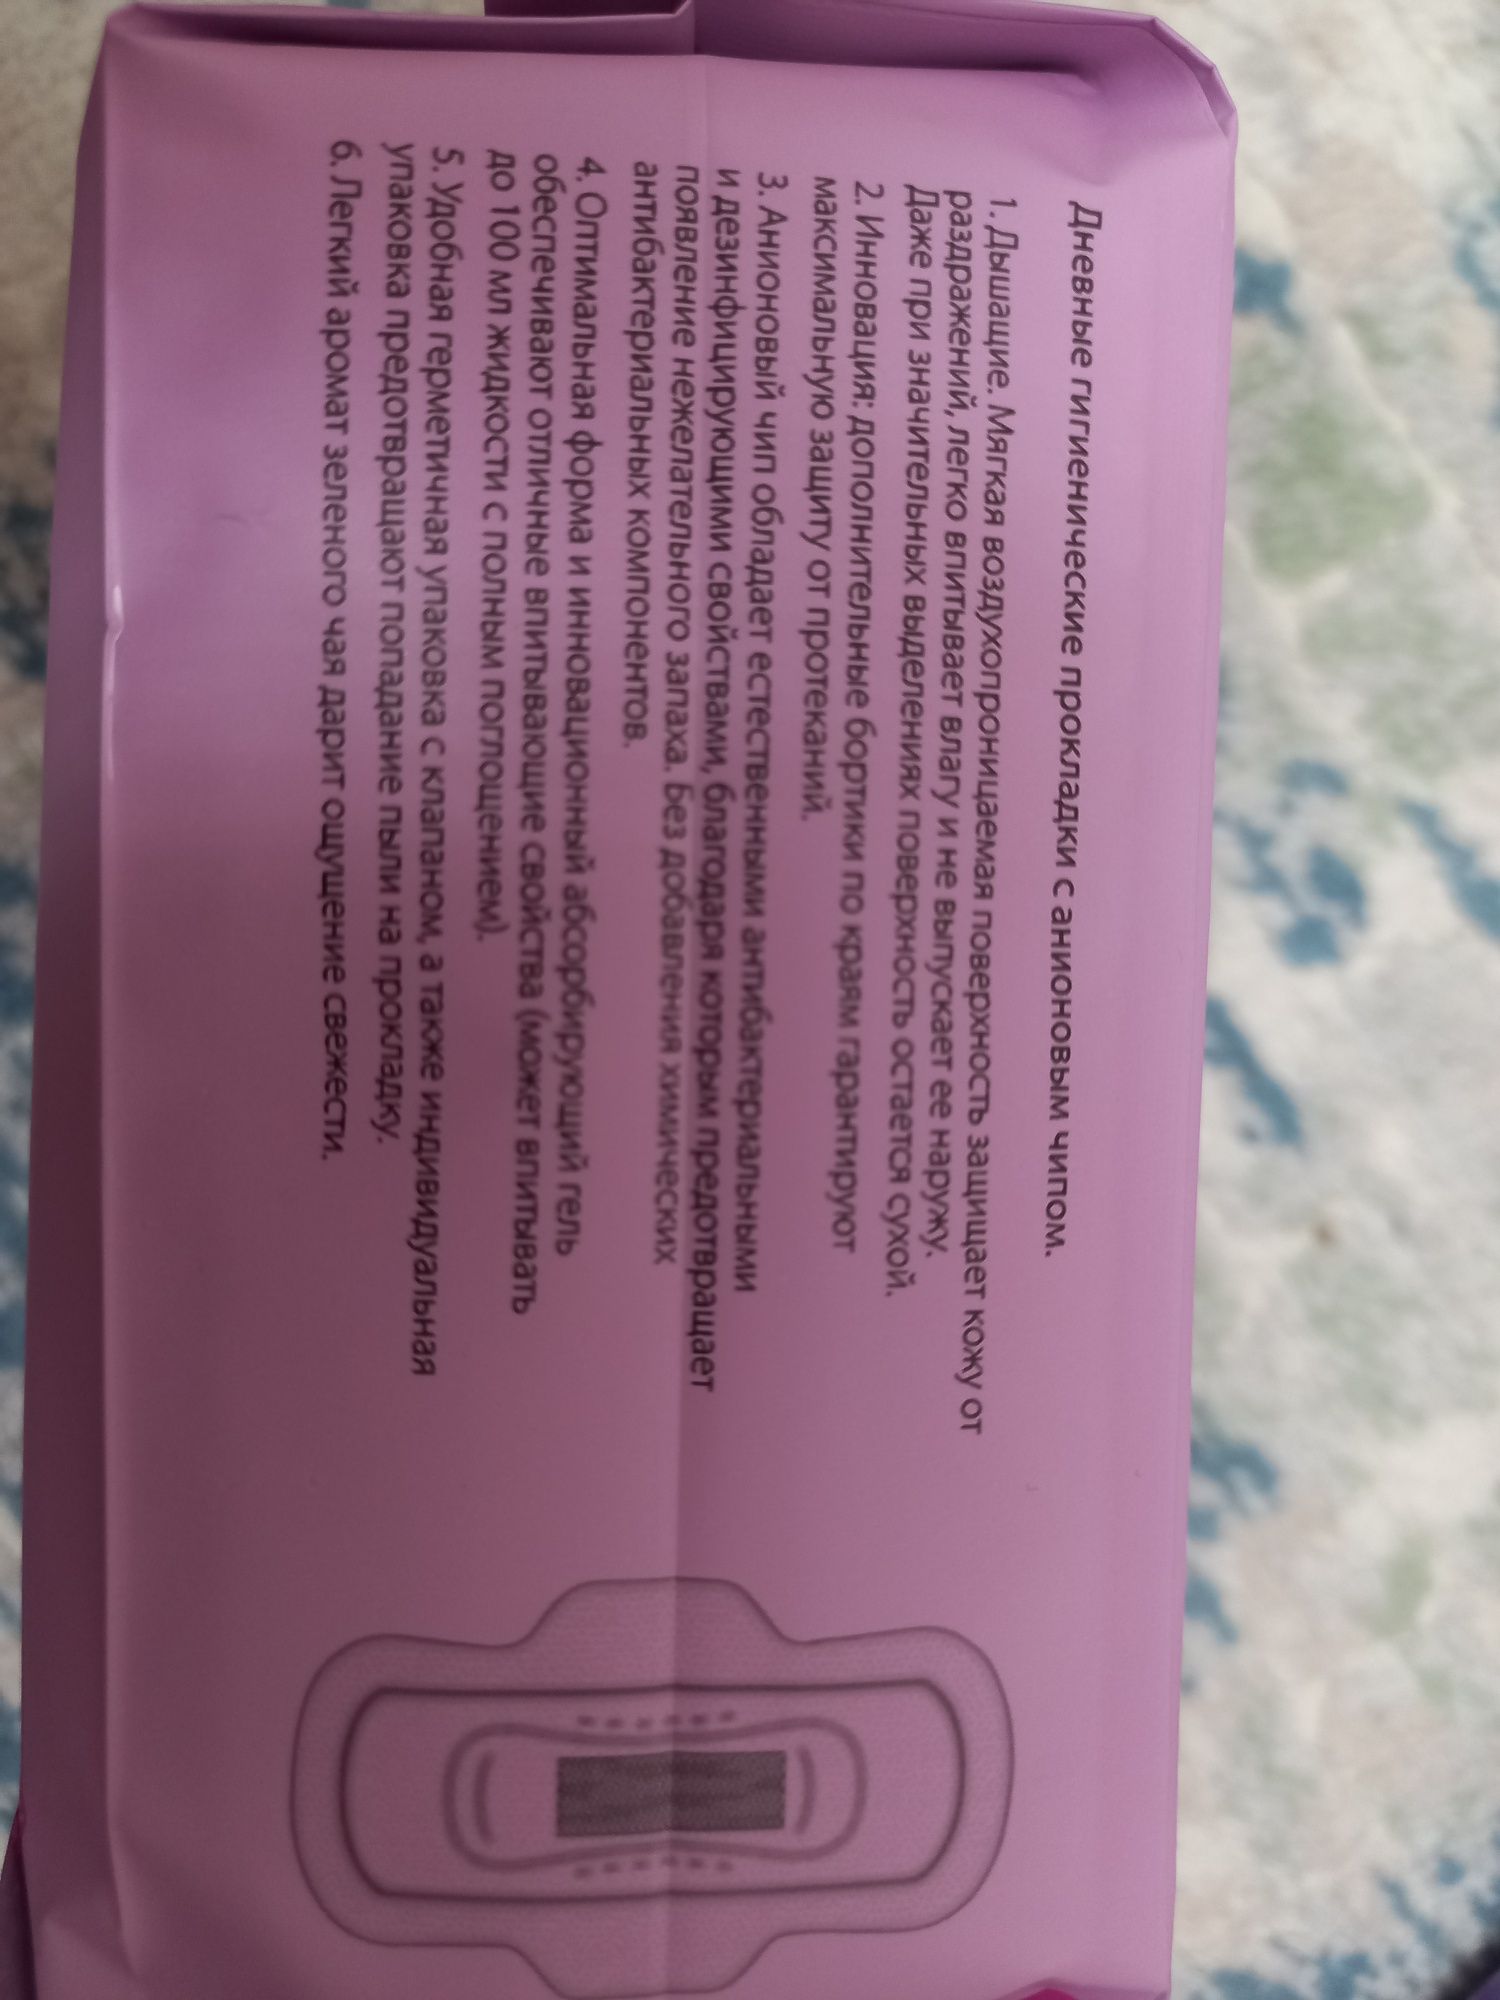 Дневные гигиенические прокладки с анионовым чипом.
1. Дышащие. Мягкая воздухопроницаемая поверхность защищает кожу от
раздражений, легко впитывает влагу и не выпускает ее наружу.
Даже при значительных выделениях поверхность остается сухой.
2. Инновация: дополнительные бортики по краям гарантируют
максимальную защиту от протеканий.
3. Анионовый чип обладает естественными антибактериальными
и дезинфицирующими свойствами, благодаря которым предотвращает
появление нежелательного запаха. Без добавления химических
антибактериальных компонентов.
4. Оптимальная форма и инновационный абсорбирующий гель
обеспечивают отличные впитывающие свойства (может впитывать
до 100 мл жидкости с полным поглощением).
5. Удобная герметичная упаковка с клапаном, а также индивидуальная
упаковка предотвращают попадание пыли на прокладку.
6. Легкий аромат зеленого чая дарит ощущение свежести.